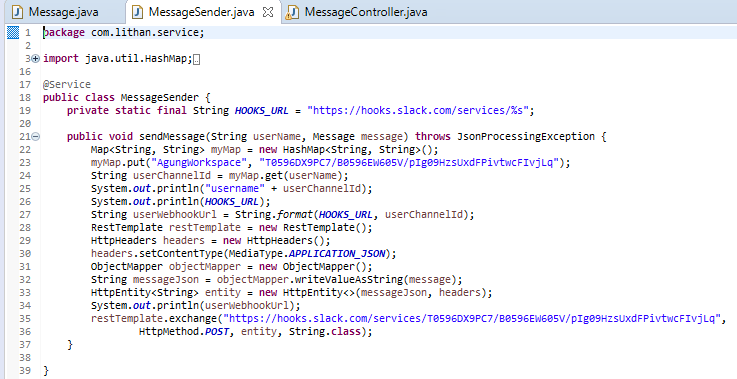 Message.java MessageSender.java MessageController.java
1 package com.lithan.service;
2
3 import java.util.HashMap;
16
17 @Service
18 public class MessageSender {
19 private static final String HOOKS_URL = "https://hooks.slack.com/services/%s";
20
21 public void sendMessage(String userName, Message message) throws JsonProcessingException {
22 Map<String, String> myMap = new HashMap<String, String>();
23 myMap.put("AgungWorkspace", "T0596DX9PC7/B0596EW605V/pIg09HzsUxdFPivtwcFIvjLq");
24 String userChannelId = myMap.get(userName);
25 System.out.println("username" + userChannelId);
26 System.out.println(HOOKS_URL);
27 String userWebhookUrl = String.format(HOOKS_URL, userChannelId);
28 RestTemplate restTemplate = new RestTemplate();
29 HttpHeaders headers = new HttpHeaders();
30 headers.setContentType(MediaType.APPLICATION_JSON);
31 ObjectMapper objectMapper = new ObjectMapper();
32 String messageJson = objectMapper.writeValueAsString(message);
33 HttpEntity<String> entity = new HttpEntity<>(messageJson, headers);
34 System.out.println(userWebhookUrl);
35 restTemplate.exchange("https://hooks.slack.com/services/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",
36 HttpMethod.POST, entity, String.class);
37 }
38
39 }